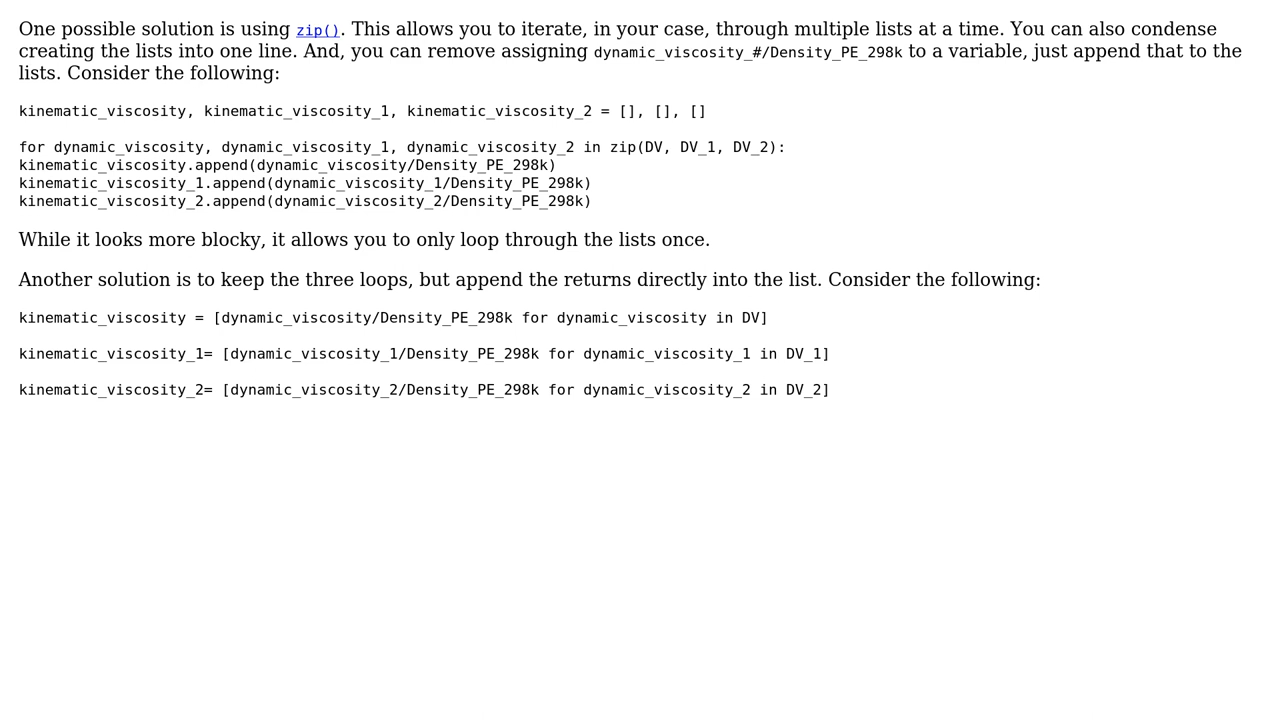 One possible solution is using zip(). This allows you to iterate, in your case, through multiple lists at a time. You can also condense
creating the lists into one line. And, you can remove assigning dynamic_viscosity_#/Density_PE_298k to a variable, just append that to the
lists. Consider the following:
kinematic_viscosity, kinematic_viscosity_1, kinematic_viscosity_2 = [], [], []
for dynamic_viscosity, dynamic_viscosity_1, dynamic_viscosity_2 in zip(DV, DV_1, DV_2):
kinematic_viscosity.append(dynamic_viscosity/Density_PE_298k)
kinematic_viscosity_1.append(dynamic_viscosity_1/Density_PE_298k)
kinematic_viscosity_2.append(dynamic_viscosity_2/Density_PE_298k)
While it looks more blocky, it allows you to only loop through the lists once.
Another solution is to keep the three loops, but append the returns directly into the list. Consider the following:
kinematic_viscosity = [dynamic_viscosity/Density_PE_298k for dynamic_viscosity in DV]
kinematic_viscosity_1= [dynamic_viscosity_1/Density_PE_298k for dynamic_viscosity_1 in DV_1]
kinematic_viscosity_2= [dynamic_viscosity_2/Density_PE_298k for dynamic_viscosity_2 in DV_2]